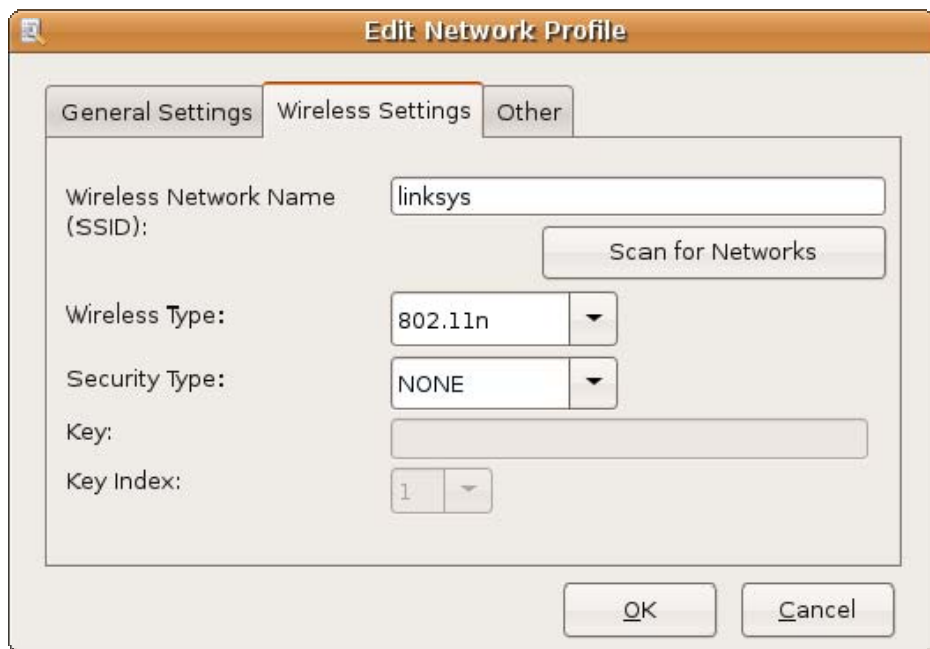 Edit Network Profile
General Settings
Wireless Settings
Other
Wireless Network Name
(SSID):
linksys
Scan for Networks
Wireless Type:
802.11n
Security Type:
NONE
Key:
Key Index:
1
OK
Cancel